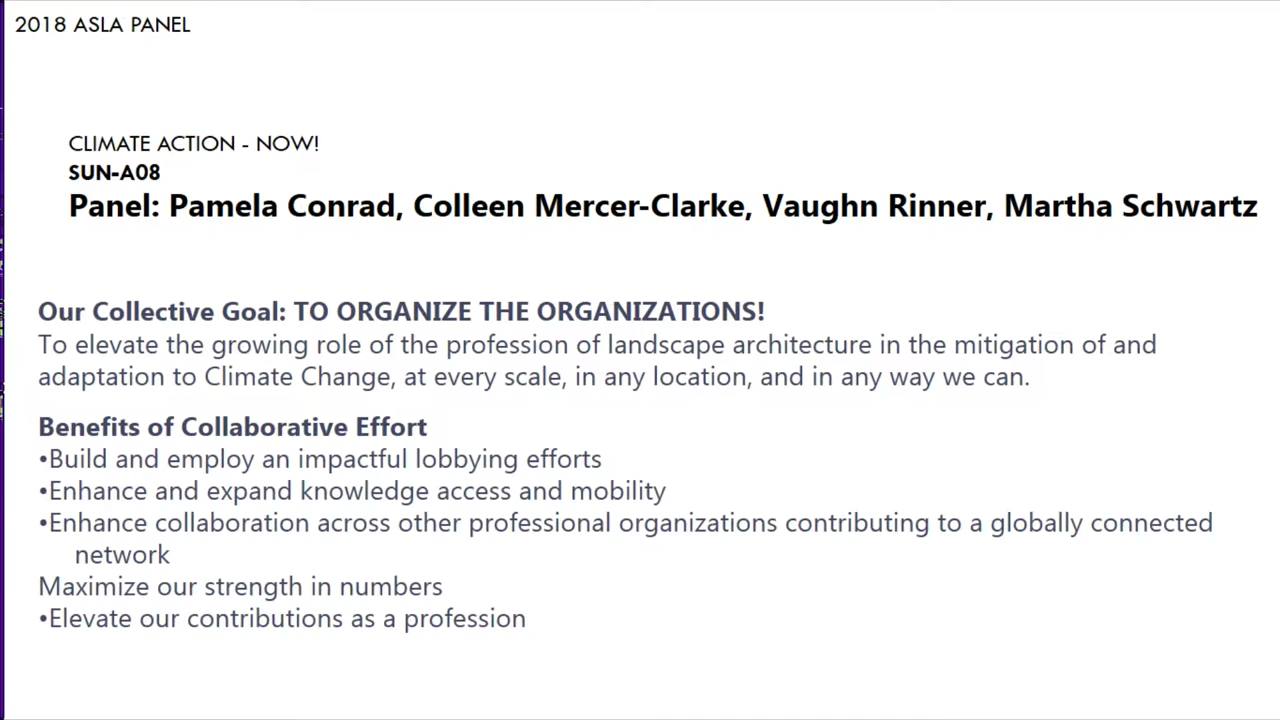 2018 ASLA PANEL
CLIMATE ACTION - NOW!
SUN-A08
Panel: Pamela Conrad, Colleen Mercer-Clarke, Vaughn Rinner, Martha Schwartz
Our Collective Goal: TO ORGANIZE THE ORGANIZATIONS!
To elevate the growing role of the profession of landscape architecture in the mitigation of and
adaptation to Climate Change, at every scale, in any location, and in any way we can.
Benefits of Collaborative Effort
•Build and employ an impactful lobbying efforts
•Enhance and expand knowledge access and mobility
•Enhance collaboration across other professional organizations contributing to a globally connected
network
Maximize our strength in numbers
•Elevate our contributions as a profession